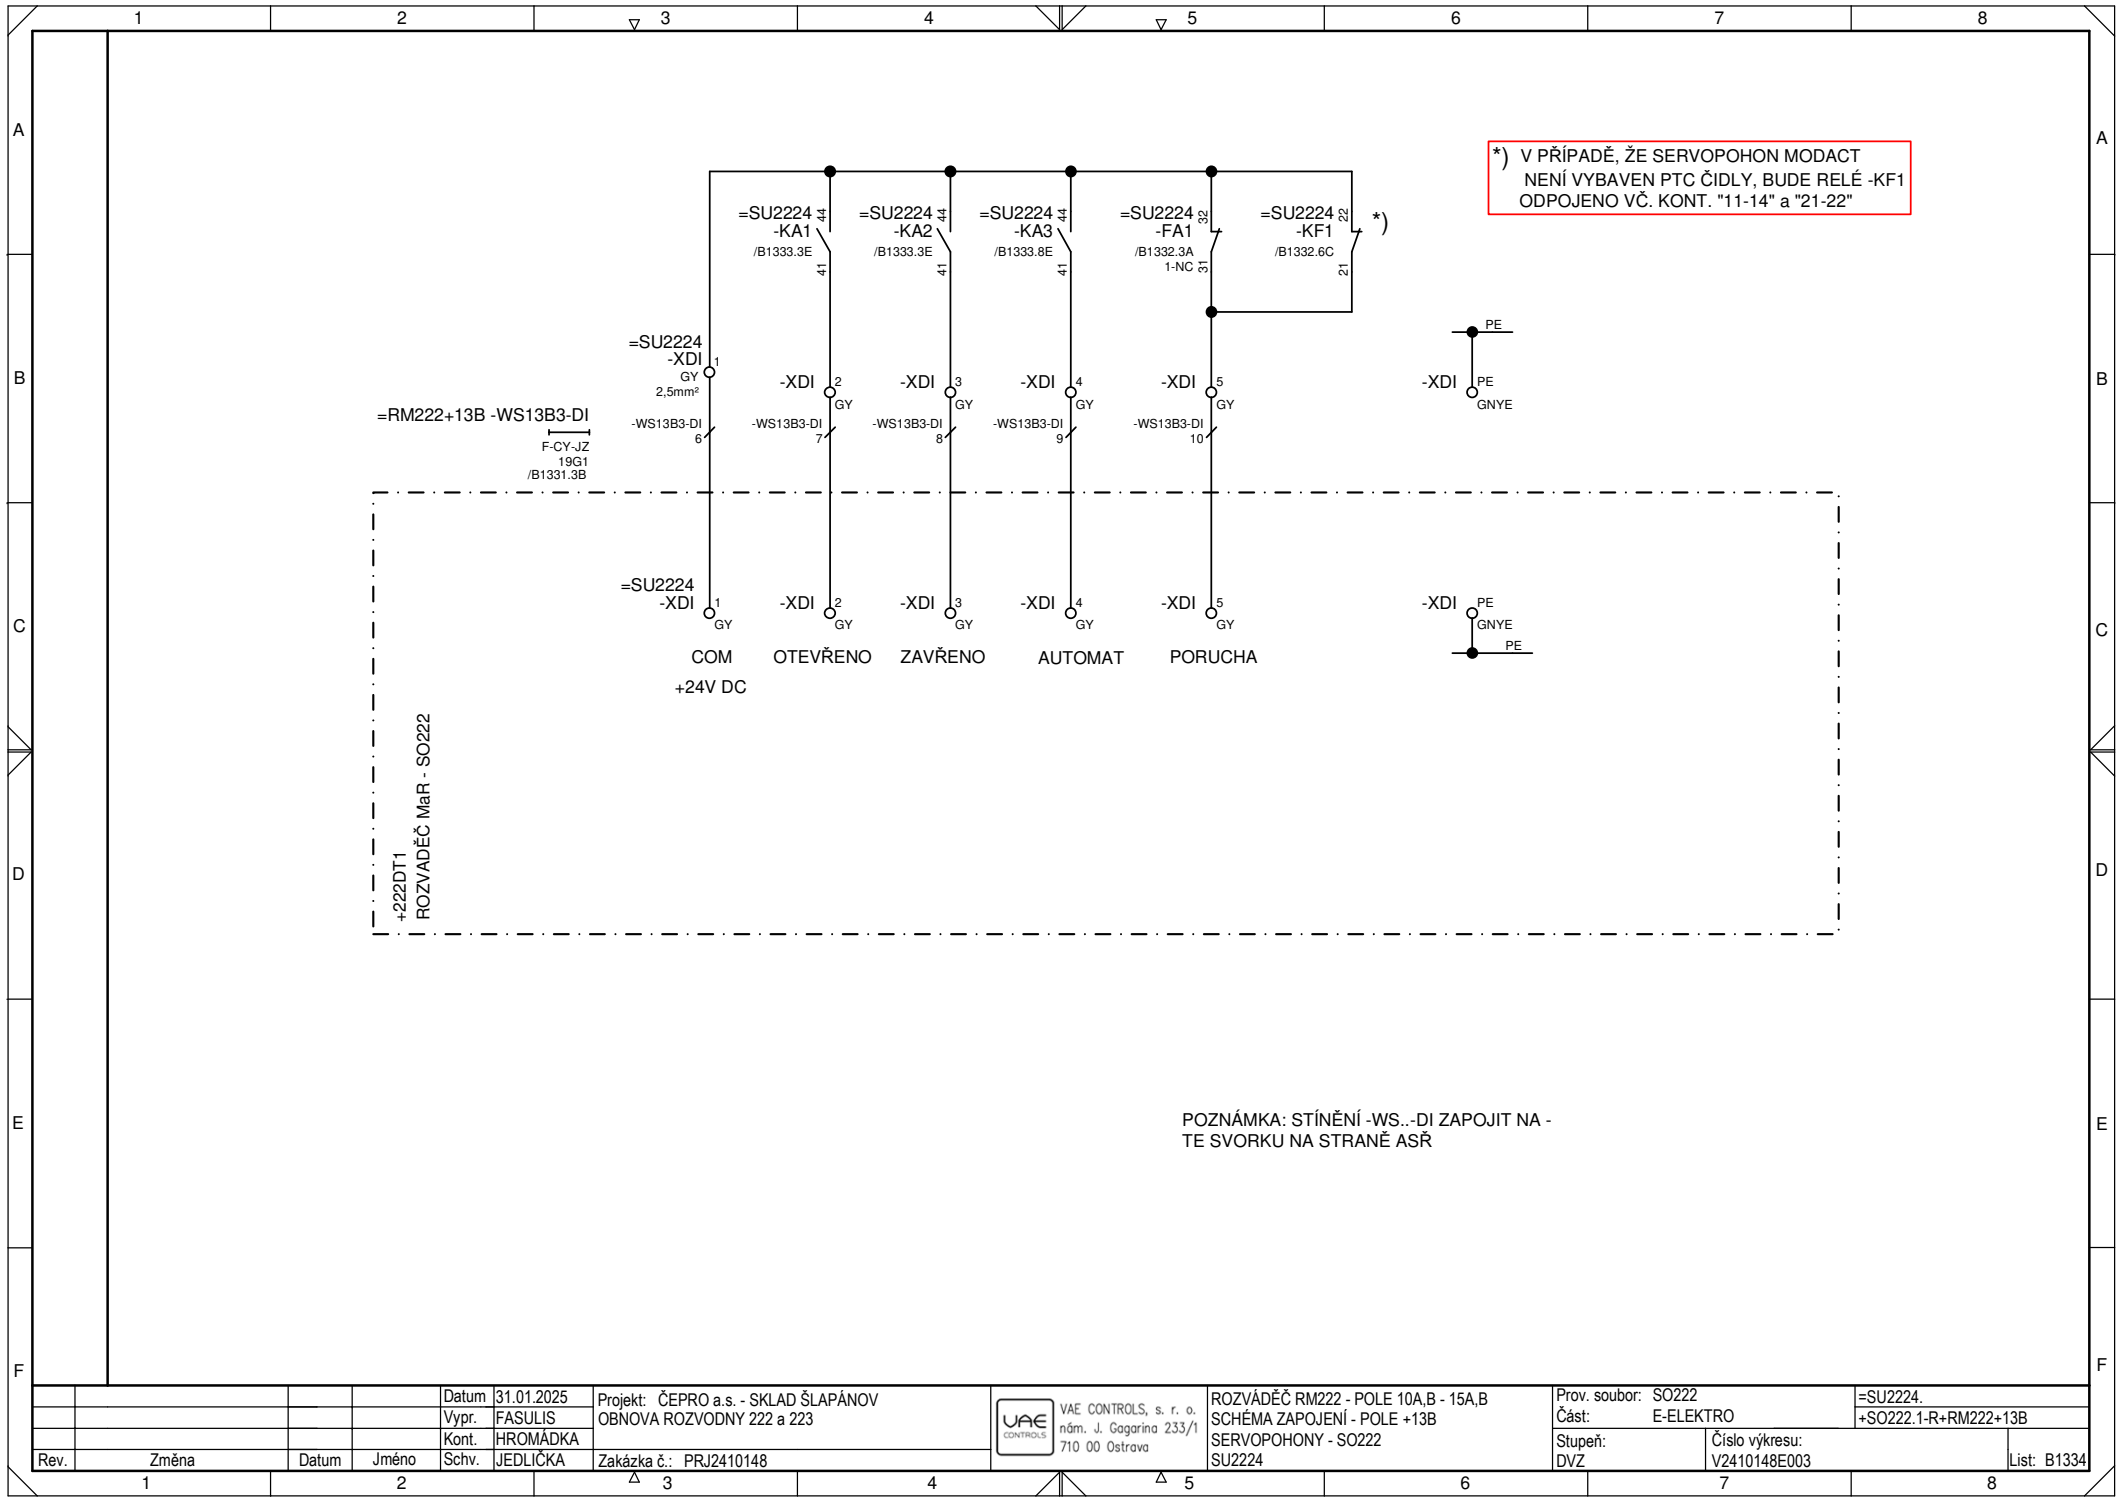 1 2 3 4 5 6 7 8
A
A
*) V PŘÍPADĚ, ŽE SERVOPOHON MODACT
NENÍ VYBAVEN PTC ČIDLY, BUDE RELÉ -KF1
ODPOJENO VČ. KONT. "11-14" a "21-22"
=SU2224 44
-KA1
/B1333.3E
41
=SU2224 44
-KA2
/B1333.3E
41
=SU2224 44
-KA3
/B1333.8E
41
=SU2224 32
-FA1
/B1332.3A
1-NC 31
=SU2224 22 *)
-KF1
/B1332.6C
21
B
B
=SU2224
-XDI 1
GY
2,5mm²
-XDI 2
GY
-XDI 3
GY
-XDI 4
GY
-XDI 5
GY
PE
-XDI PE
GNYE
=RM222+13B -WS13B3-DI
F-CY-JZ
19G1
/B1331.3B
-WS13B3-DI
6
-WS13B3-DI
7
-WS13B3-DI
8
-WS13B3-DI
9
-WS13B3-DI
10
C
C
=SU2224
-XDI 1
GY
-XDI 2
GY
-XDI 3
GY
-XDI 4
GY
-XDI 5
GY
-XDI PE
GNYE
PE
COM OTEVŘENO ZAVŘENO AUTOMAT PORUCHA
+24V DC
+222DT1
ROZVADĚČ MaR - SO222
D
D
E
E
POZNÁMKA: STÍNĚNÍ -WS..-DI ZAPOJIT NA -
TE SVORKU NA STRANĚ ASŘ
F
F
Datum 31.01.2025
Vypr. FASULIS
Kont. HROMÁDKA
Rev. Změna Datum Jméno Schv. JEDLIČKA
Projekt: ČEPRO a.s. - SKLAD ŠLAPÁNOV
OBNOVA ROZVODNY 222 a 223
Zakázka č.: PRJ2410148
VAE
CONTROLS
VAE CONTROLS, s. r. o.
nám. J. Gagarina 233/1
710 00 Ostrava
ROZVÁDĚČ RM222 - POLE 10A,B - 15A,B
SCHÉMA ZAPOJENÍ - POLE +13B
SERVOPOHONY - SO222
SU2224
Prov. soubor: SO222
Část: E-ELEKTRO
Stupeň:
DVZ
=SU2224.
+SO222.1-R+RM222+13B
Číslo výkresu:
V2410148E003
List: B1334
1 2 3 4 5 6 7 8